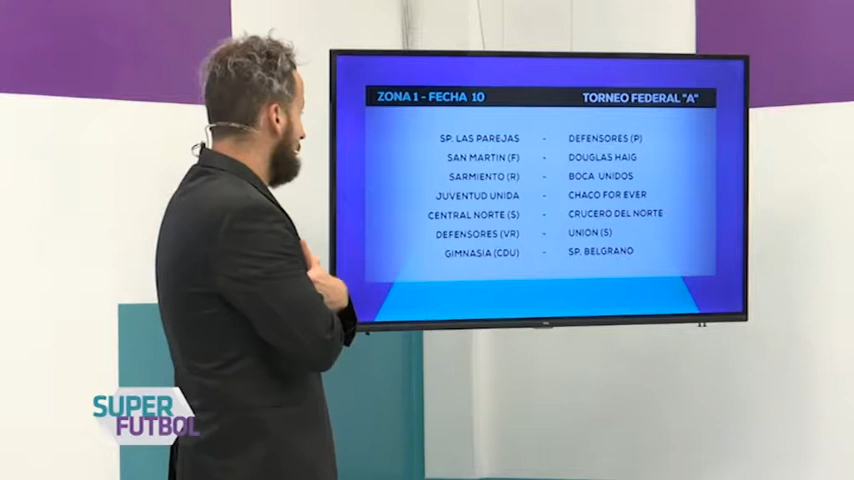 ZONA 1 - FECHA 10 TORNEO FEDERAL "A"
SP. LAS PAREJAS - DEFENSORES (P)
SAN MARTIN (F) - DOUGLAS HAIG
SARMIENTO (R) - BOCA UNIDOS
JUVENTUD UNIDA - CHACO FOR EVER
CENTRAL NORTE (S) - CRUCERO DEL NORTE
DEFENSORES (VR) - UNION (S)
GIMNASIA (CDU) - SP. BELGRANO
SUPER
FUTBOL